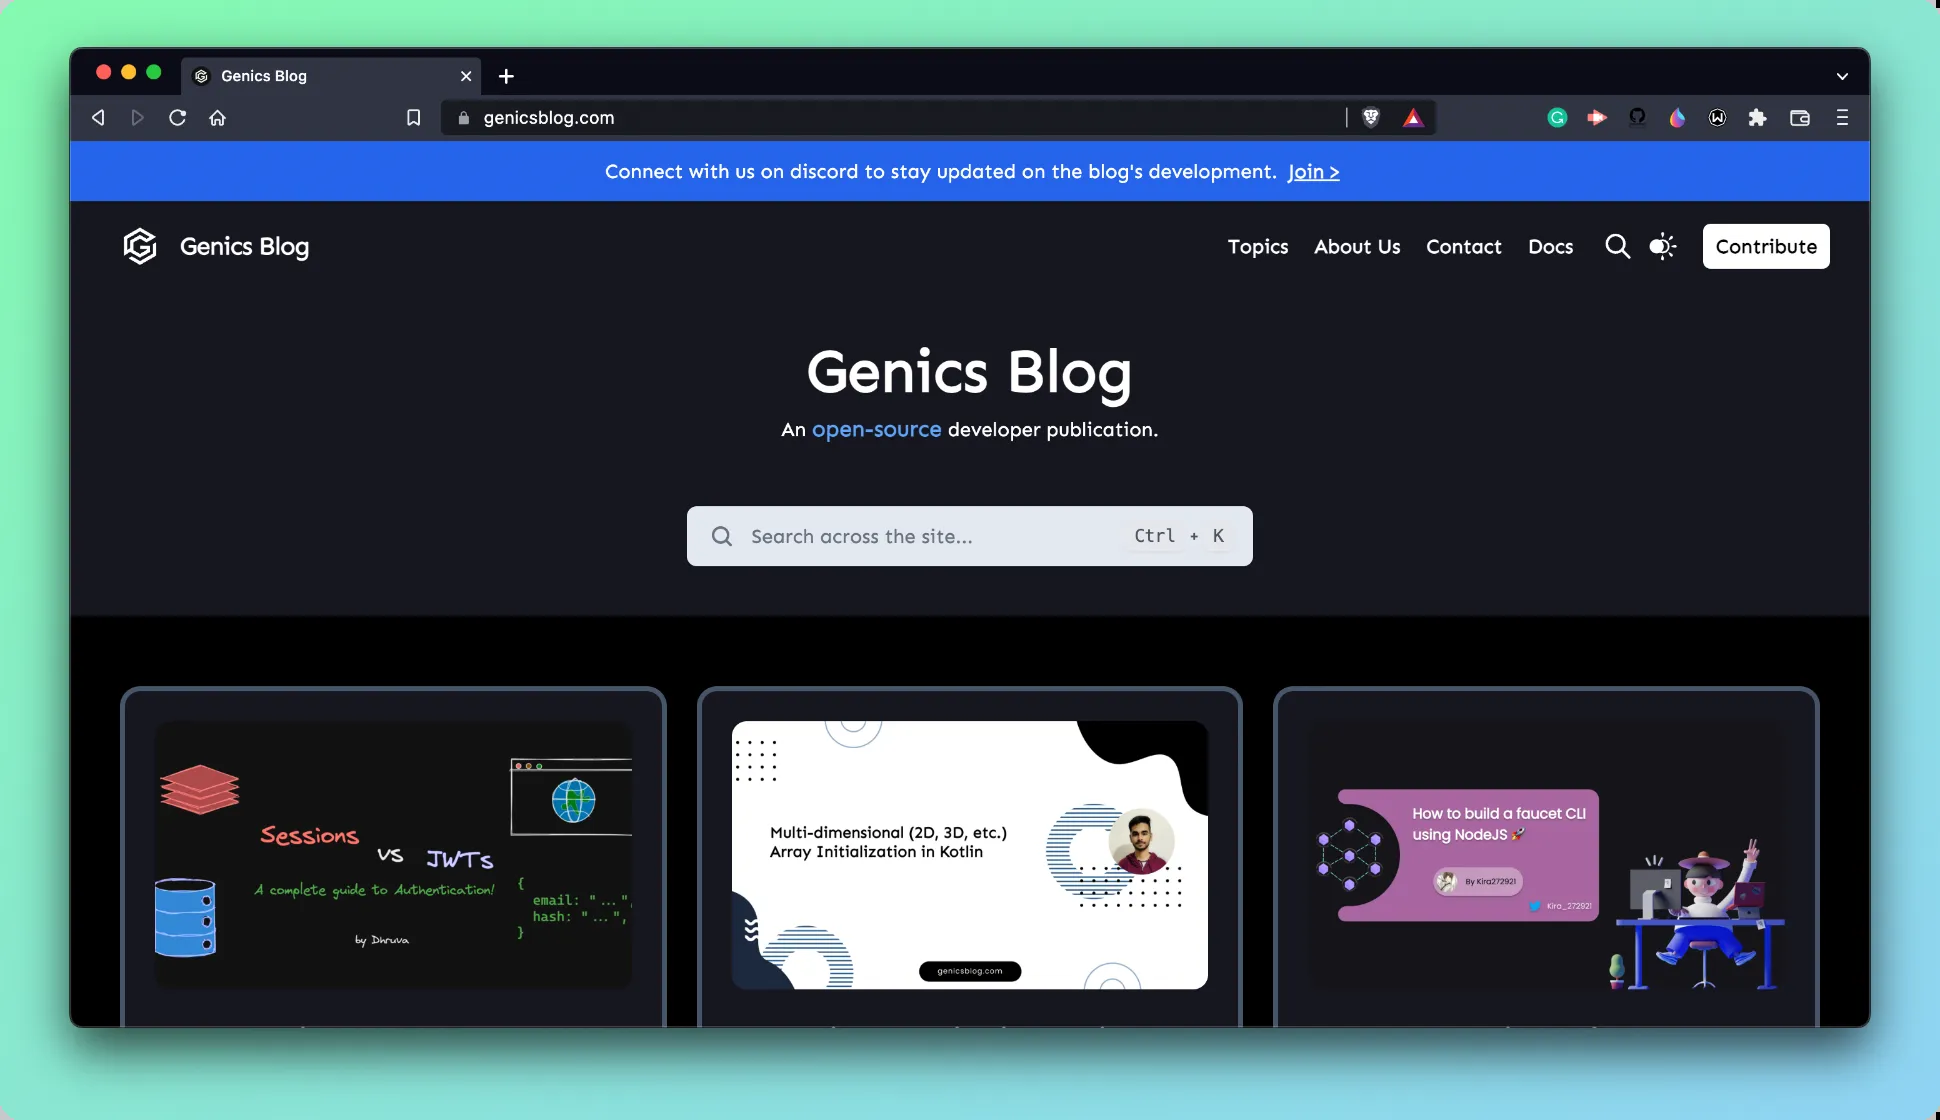 Genics Blog
genicsblog.com
Connect with us on discord to stay updated on the blog's development. Join >
Genics Blog
Topics About Us Contact Docs Contribute
Genics Blog
An open-source developer publication.
Search across the site... Ctrl + K
Sessions
vs
JWTs
A complete guide to Authentication!
by Dhruva
{
email: "...",
hash: "...",
}
Multi-dimensional (2D, 3D, etc.)
Array Initialization in Kotlin
genicsblog.com
How to build a faucet CLI
using NodeJS 🚀
By Kira272921
Kira_272921